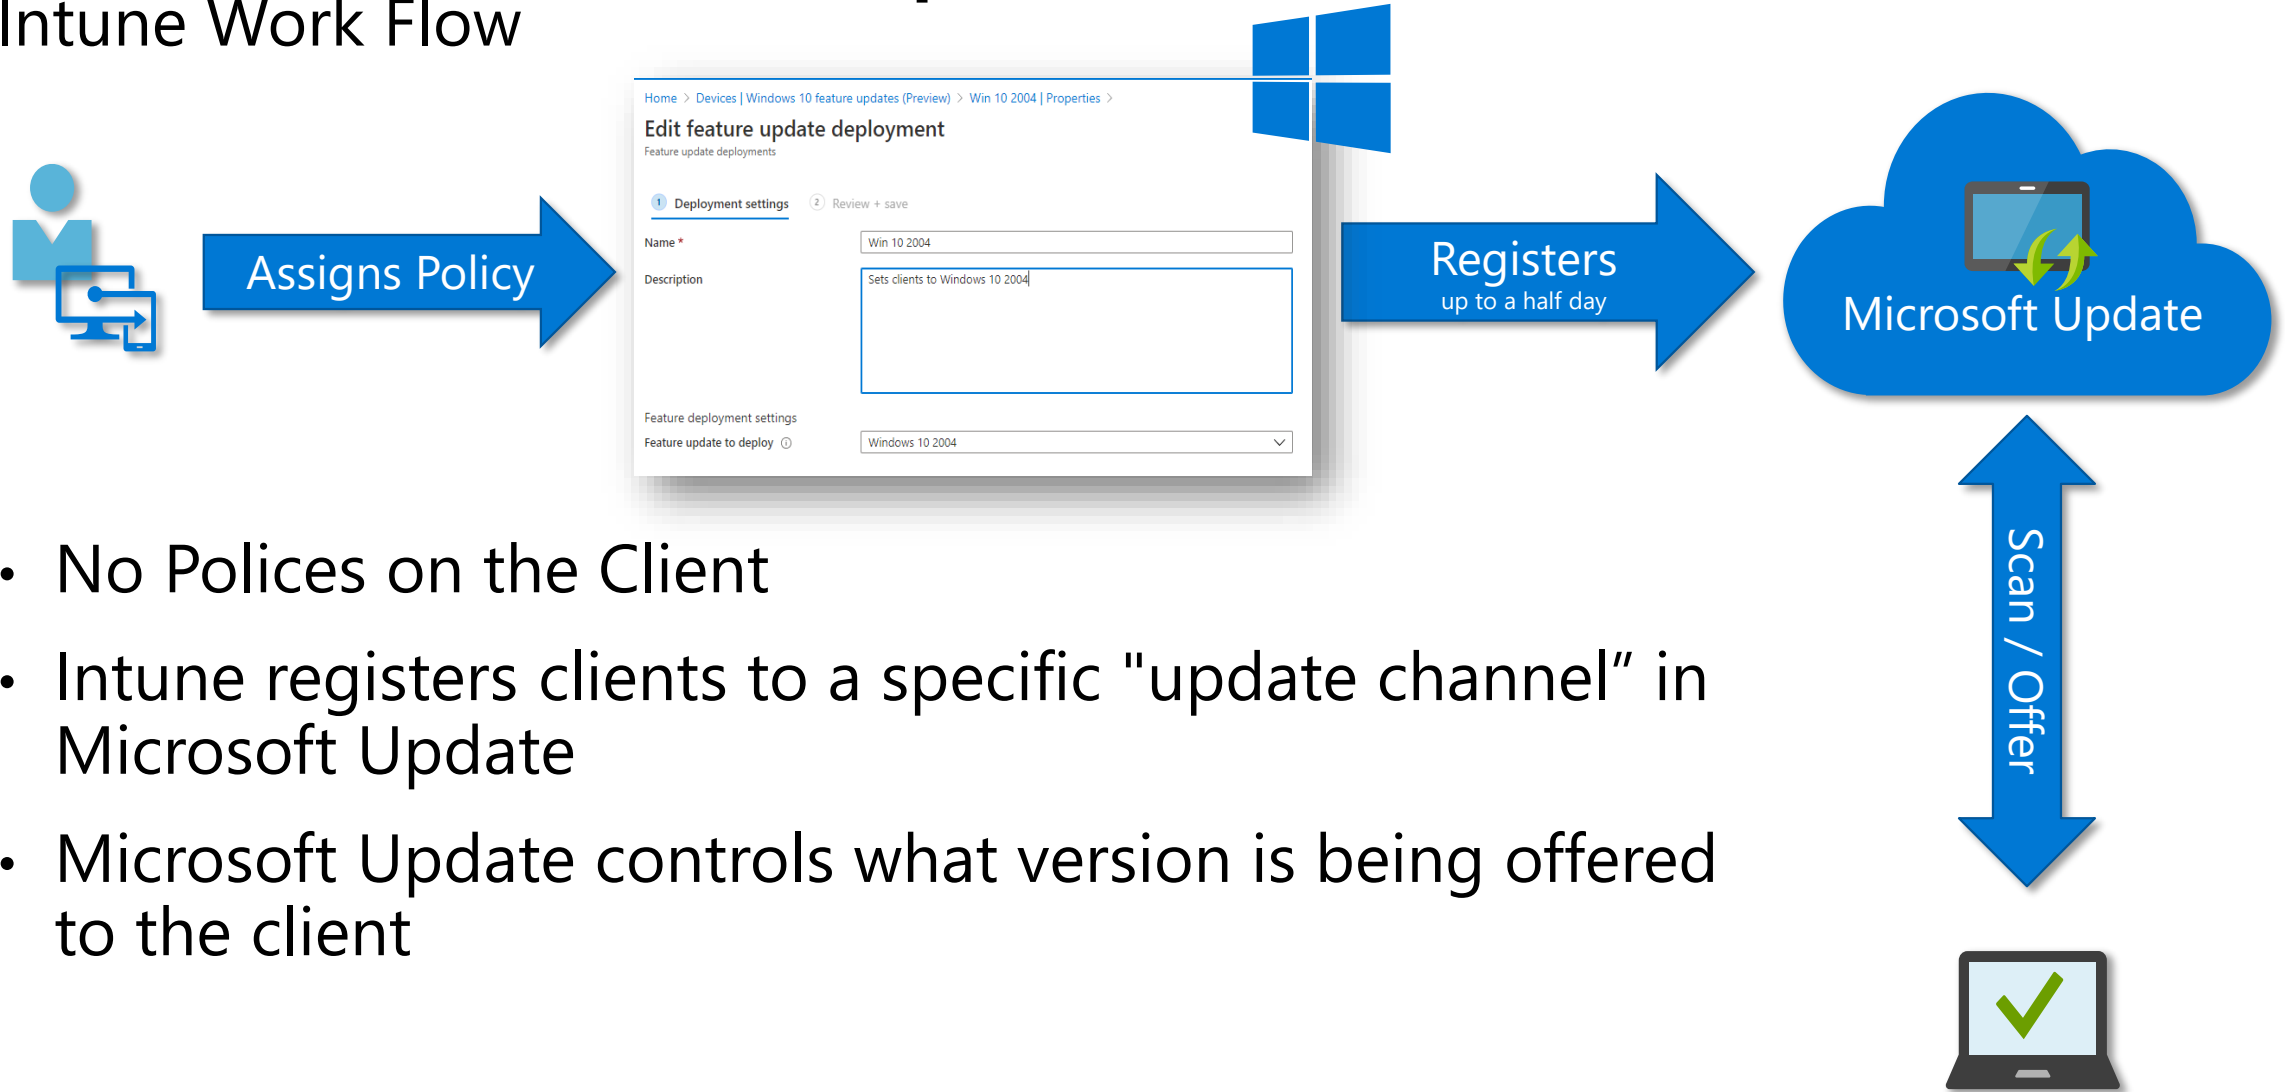 Intune Work Flow
Home > Devices | Windows 10 feature updates (Preview) > Win 10 2004 | Properties >
Edit feature update deployment
Feature update deployments
1 Deployment settings 2 Review + save
Name * Win 10 2004
Description Sets clients to Windows 10 2004
Feature deployment settings
Feature update to deploy Windows 10 2004
Assigns Policy
Registers
up to a half day
Microsoft Update
Scan / Offer
• No Polices on the Client
• Intune registers clients to a specific "update channel” in
Microsoft Update
• Microsoft Update controls what version is being offered
to the client